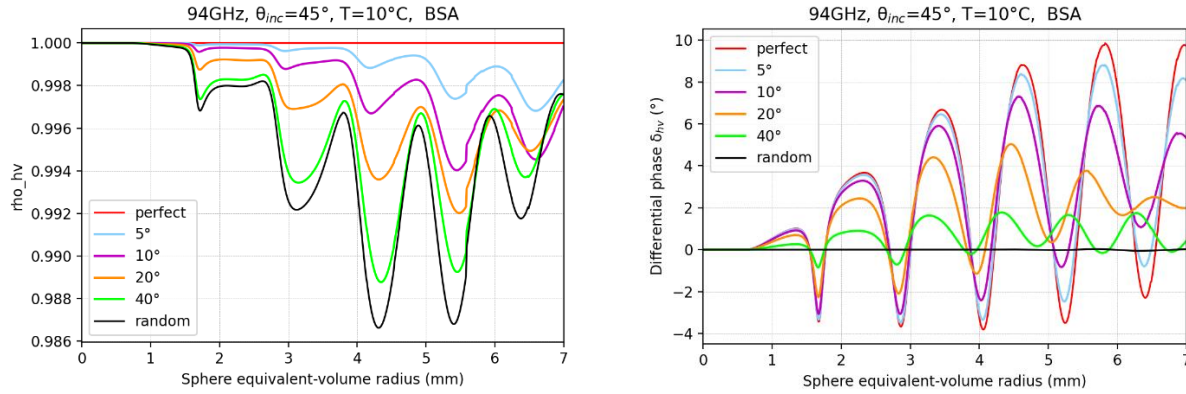 94GHz, θinc=45°, T=10°C, BSA
1.000
0.998
0.996
0.994
0.992
0.990
0.988
0.986
rho_hv
perfect
5°
10°
20°
40°
random
0 1 2 3 4 5 6 7
Sphere equivalent-volume radius (mm)
94GHz, θinc=45°, T=10°C, BSA
10
8
6
4
2
0
−2
−4
Differential phase δhv (°)
perfect
5°
10°
20°
40°
random
0 1 2 3 4 5 6 7
Sphere equivalent-volume radius (mm)